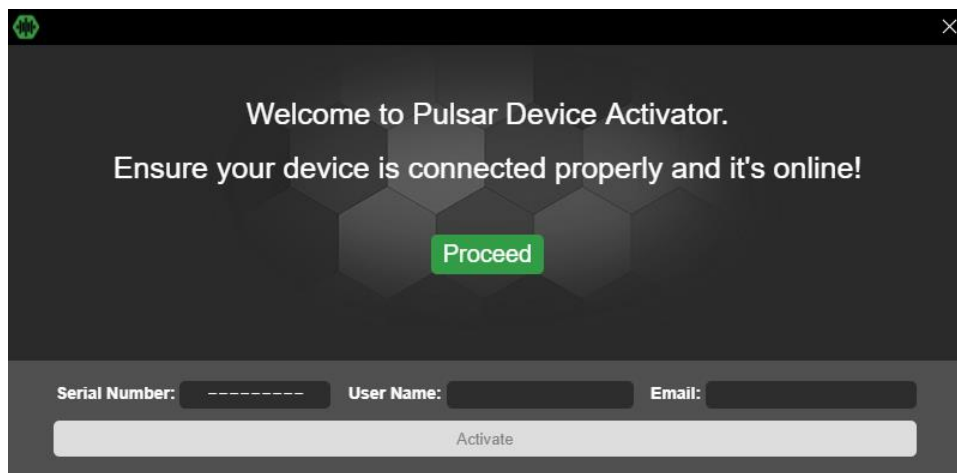 Welcome to Pulsar Device Activator.
Ensure your device is connected properly and it's online!
Proceed
Serial Number: --------- User Name: Email:
Activate